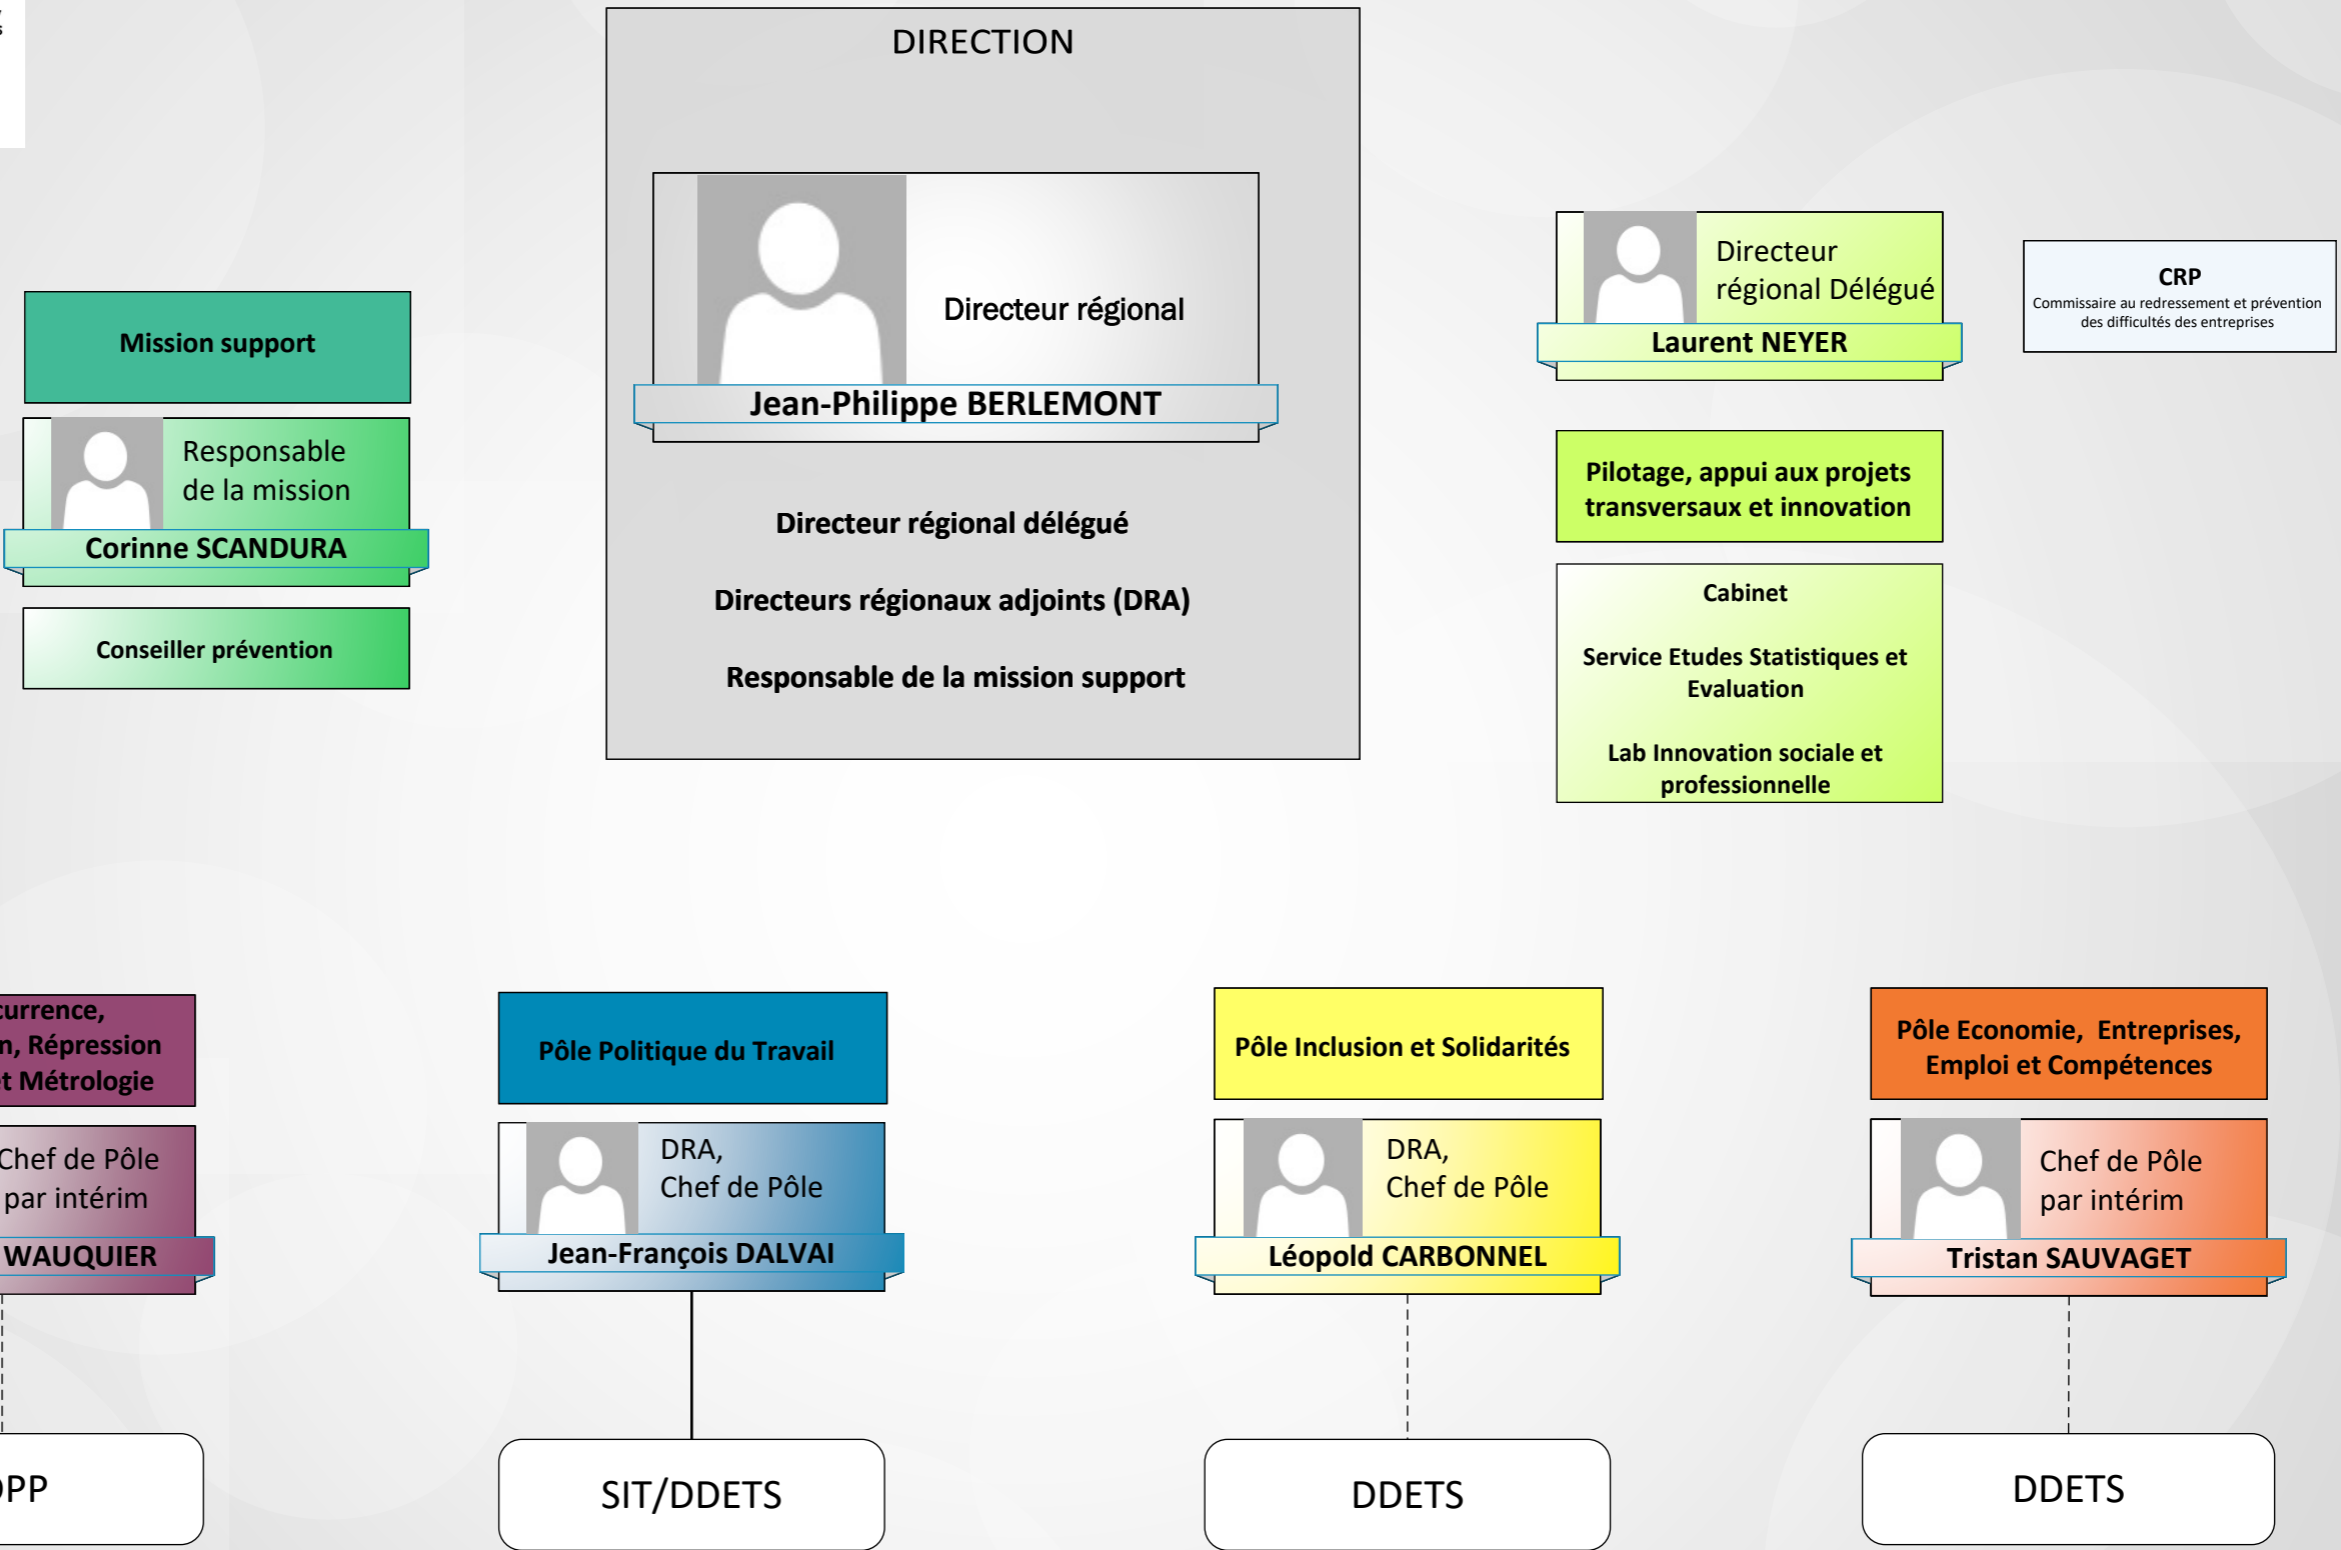 DIRECTION
Directeur régional
Jean-Philippe BERLEMONT
Directeur régional délégué
Directeurs régionaux adjoints (DRA)
Responsable de la mission support
Mission support
Responsable
de la mission
Corinne SCANDURA
Conseiller prévention
Directeur
régional Délégué
Laurent NEYER
CRP
Commissaire au redressement et prévention
des difficultés des entreprises
Pilotage, appui aux projets
transversaux et innovation
Cabinet
Service Etudes Statistiques et
Evaluation
Lab Innovation sociale et
professionnelle
currence,
n, Répression
et Métrologie
Chef de Pôle
par intérim
WAUQUIER
PP
Pôle Politique du Travail
DRA,
Chef de Pôle
Jean-François DALVAI
SIT/DDETS
Pôle Inclusion et Solidarités
DRA,
Chef de Pôle
Léopold CARBONNEL
DDETS
Pôle Economie, Entreprises,
Emploi et Compétences
Chef de Pôle
par intérim
Tristan SAUVAGET
DDETS